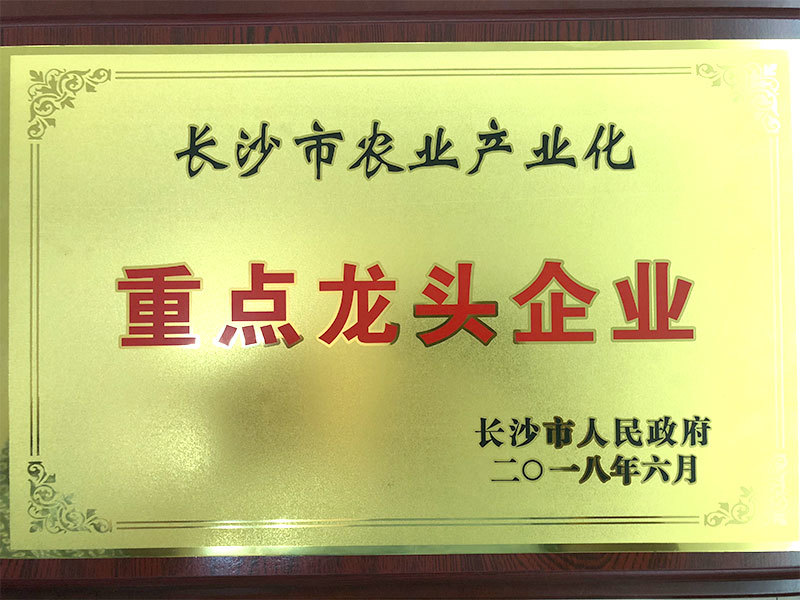 长沙市农业产业化
重点龙头企业
长沙市人民政府
二〇一八年六月